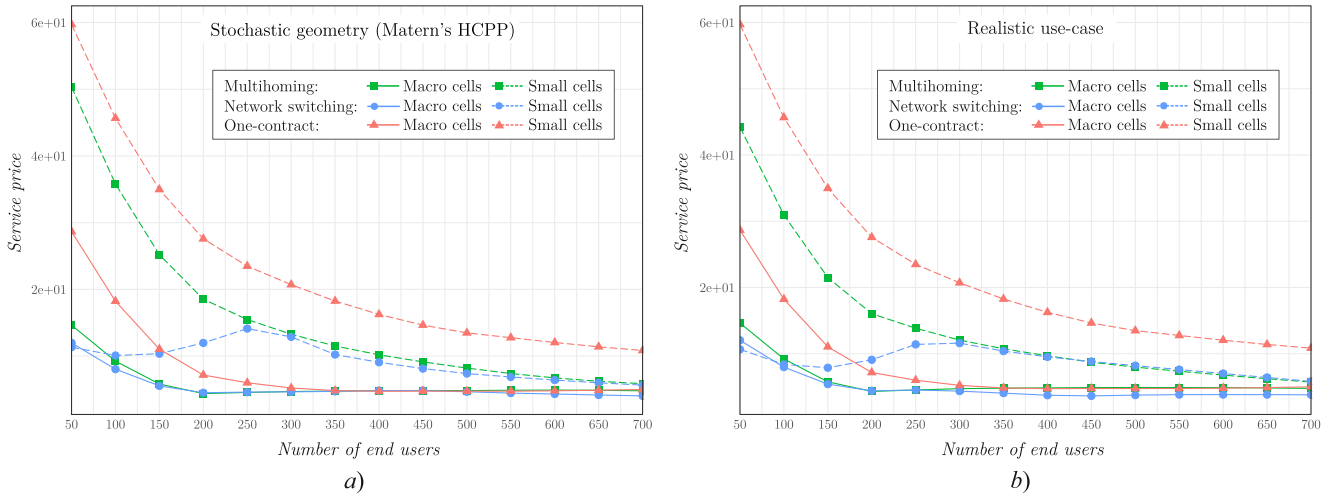 Stochastic geometry (Matern's HCPP)
Multihoming: Macro cells Small cells
Network switching: Macro cells Small cells
One-contract: Macro cells Small cells
6e+01
4e+01
2e+01
Service price
50 100 150 200 250 300 350 400 450 500 550 600 650 700
Number of end users
a)
Realistic use-case
Multihoming: Macro cells Small cells
Network switching: Macro cells Small cells
One-contract: Macro cells Small cells
6e+01
4e+01
2e+01
Service price
50 100 150 200 250 300 350 400 450 500 550 600 650 700
Number of end users
b)